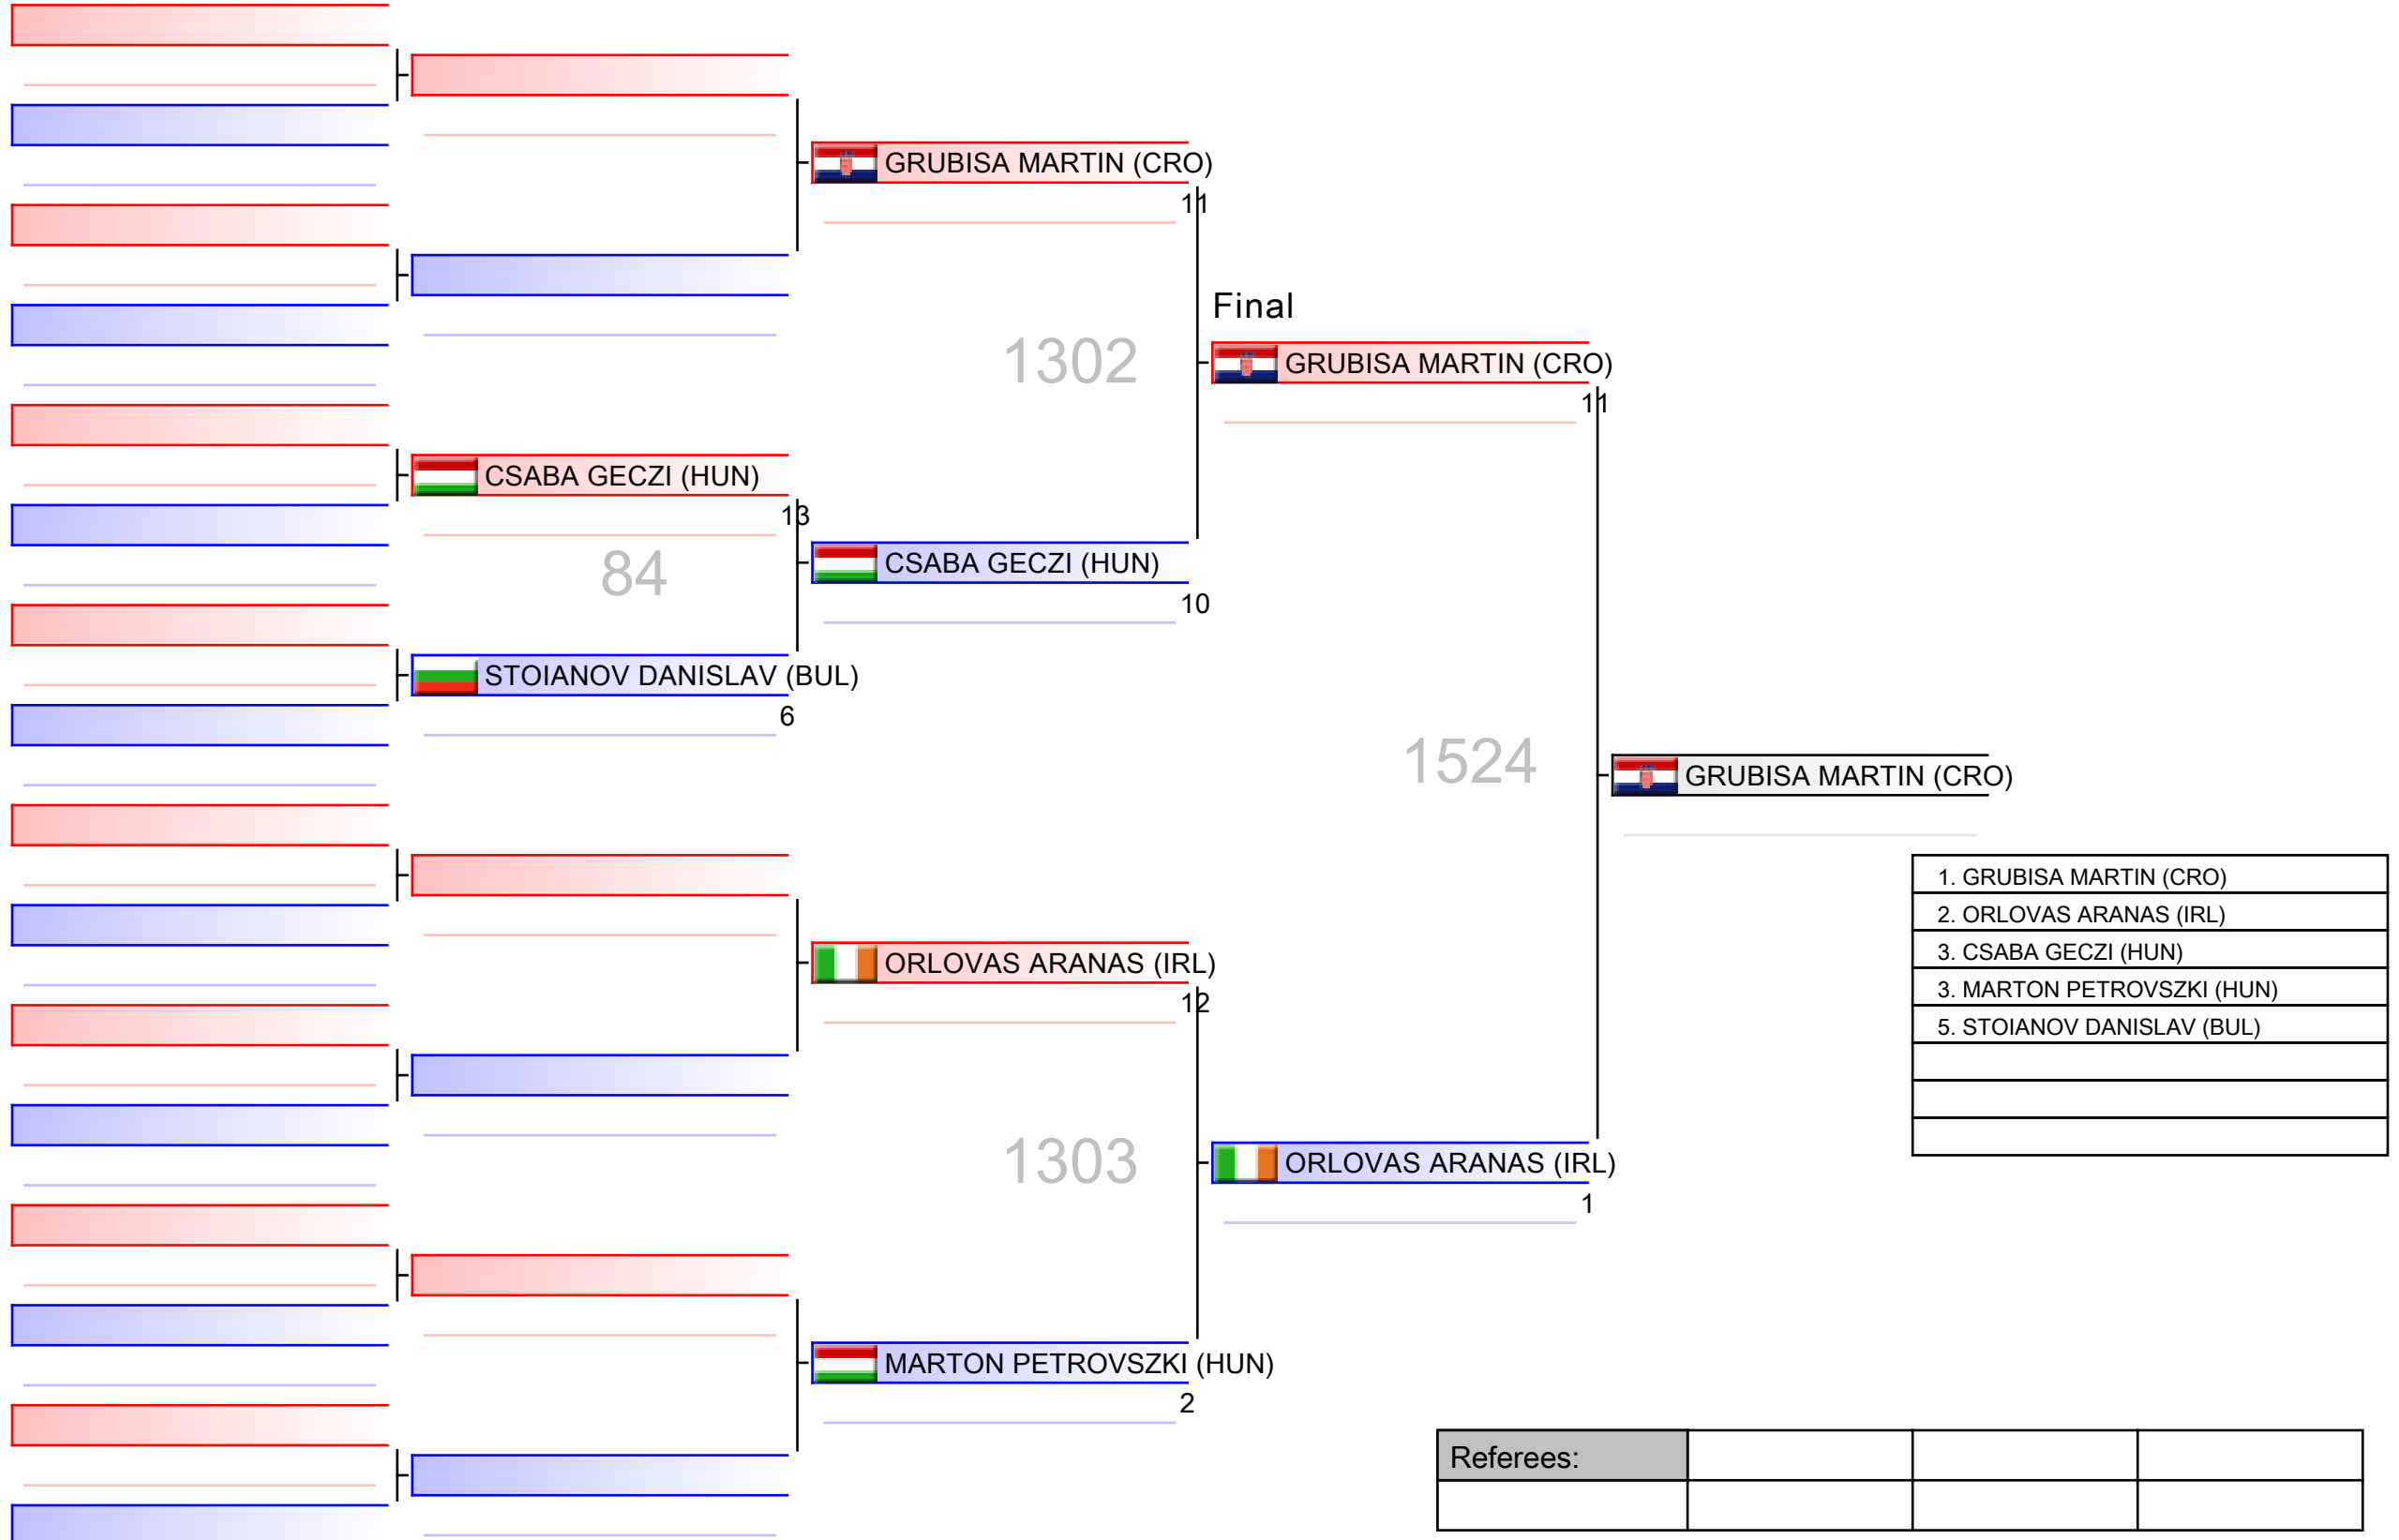 GRUBISA MARTIN (CRO)
11
Final
1302
GRUBISA MARTIN (CRO)
11
CSABA GECZI (HUN)
13
84
CSABA GECZI (HUN)
10
STOIANOV DANISLAV (BUL)
6
1524
GRUBISA MARTIN (CRO)
1. GRUBISA MARTIN (CRO)
2. ORLOVAS ARANAS (IRL)
3. CSABA GECZI (HUN)
3. MARTON PETROVSZKI (HUN)
5. STOIANOV DANISLAV (BUL)
ORLOVAS ARANAS (IRL)
12
1303
ORLOVAS ARANAS (IRL)
1
MARTON PETROVSZKI (HUN)
2
Referees: